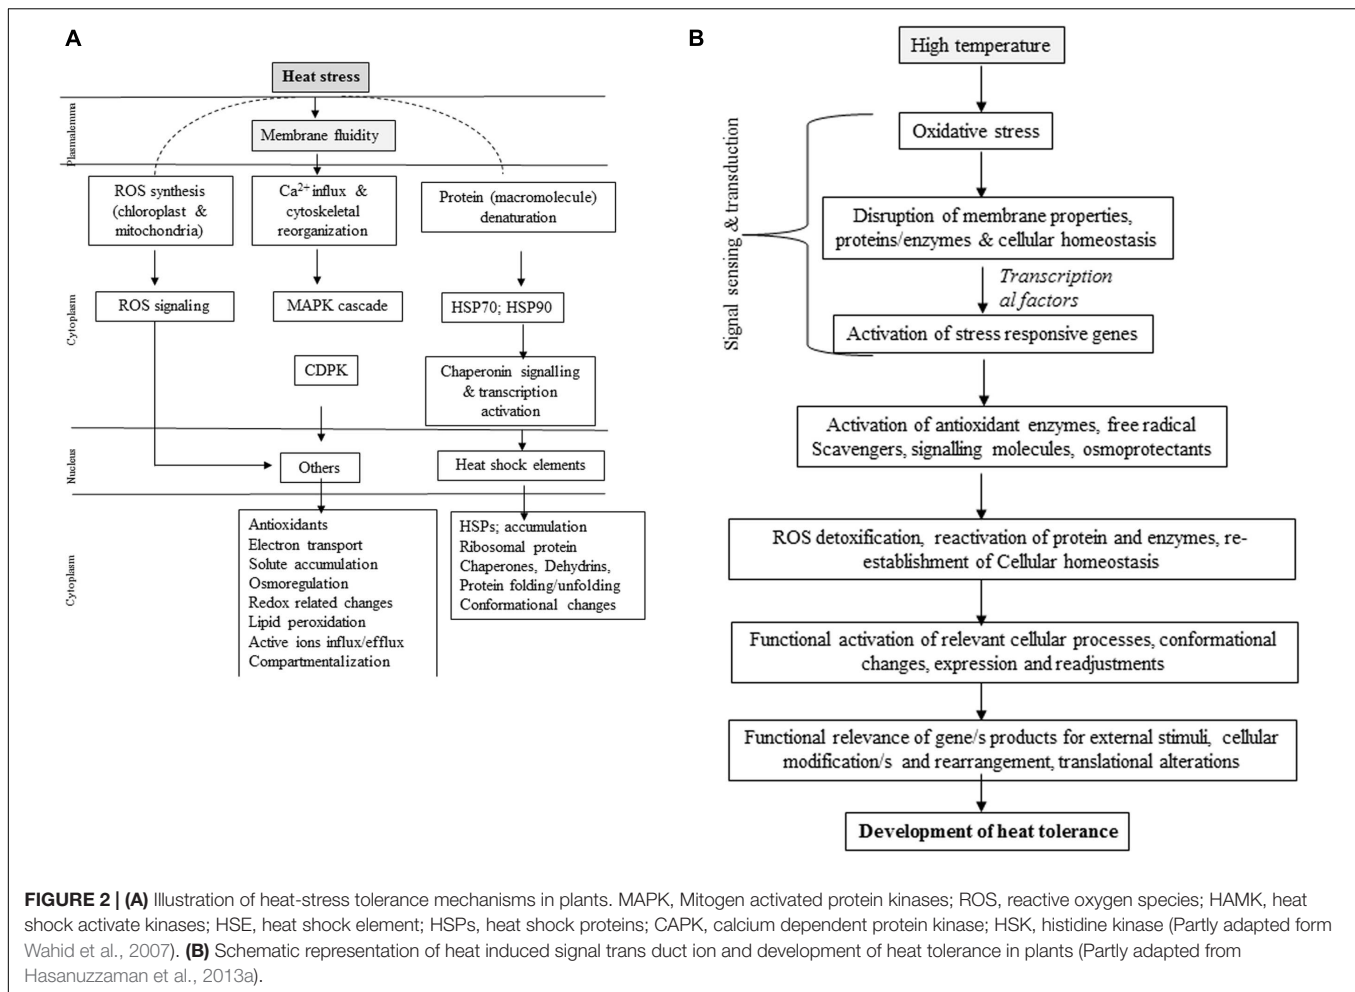 A
Heat stress
Plasmalemma
Membrane fluidity
ROS synthesis
(chloroplast &
mitochondria)
Ca2+ influx &
cytoskeletal
reorganization
Protein (macromolecule)
denaturation
Cytoplasm
ROS signaling
MAPK cascade
HSP70; HSP90
CDPK
Chaperonin signalling
& transcription
activation
Nucleus
Others
Heat shock elements
Cytoplasm
Antioxidants
Electron transport
Solute accumulation
Osmoregulation
Redox related changes
Lipid peroxidation
Active ions influx/efflux
Compartmentalization
HSPs; accumulation
Ribosomal protein
Chaperones, Dehydrins,
Protein folding/unfolding
Conformational changes
B
High temperature
Signal sensing & transduction
Oxidative stress
Disruption of membrane properties,
proteins/enzymes & cellular homeostasis
Transcription
al factors
Activation of stress responsive genes
Activation of antioxidant enzymes, free radical
Scavengers, signalling molecules, osmoprotectants
ROS detoxification, reactivation of protein and enzymes, re-
establishment of Cellular homeostasis
Functional activation of relevant cellular processes, conformational
changes, expression and readjustments
Functional relevance of gene/s products for external stimuli, cellular
modification/s and rearrangement, translational alterations
Development of heat tolerance
FIGURE 2 | (A) Illustration of heat-stress tolerance mechanisms in plants. MAPK, Mitogen activated protein kinases; ROS, reactive oxygen species; HAMK, heat
shock activate kinases; HSE, heat shock element; HSPs, heat shock proteins; CAPK, calcium dependent protein kinase; HSK, histidine kinase (Partly adapted form
Wahid et al., 2007). (B) Schematic representation of heat induced signal trans duct ion and development of heat tolerance in plants (Partly adapted from
Hasanuzzaman et al., 2013a).